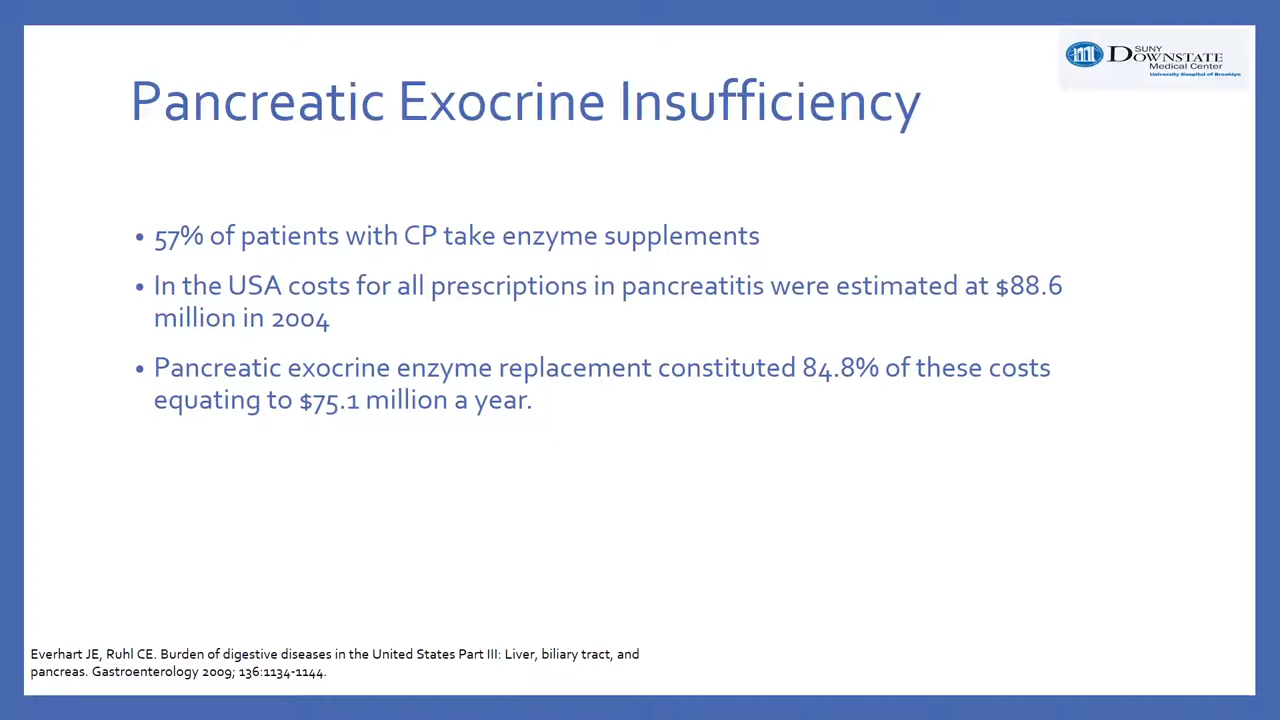 SUNY
DOWNSTATE
Medical Center
University Hospital of Brooklyn
Pancreatic Exocrine Insufficiency
• 57% of patients with CP take enzyme supplements
• In the USA costs for all prescriptions in pancreatitis were estimated at $88.6
million in 2004
• Pancreatic exocrine enzyme replacement constituted 84.8% of these costs
equating to $75.1 million a year.
Everhart JE, Ruhl CE. Burden of digestive diseases in the United States Part III: Liver, biliary tract, and
pancreas. Gastroenterology 2009; 136:1134-1144.